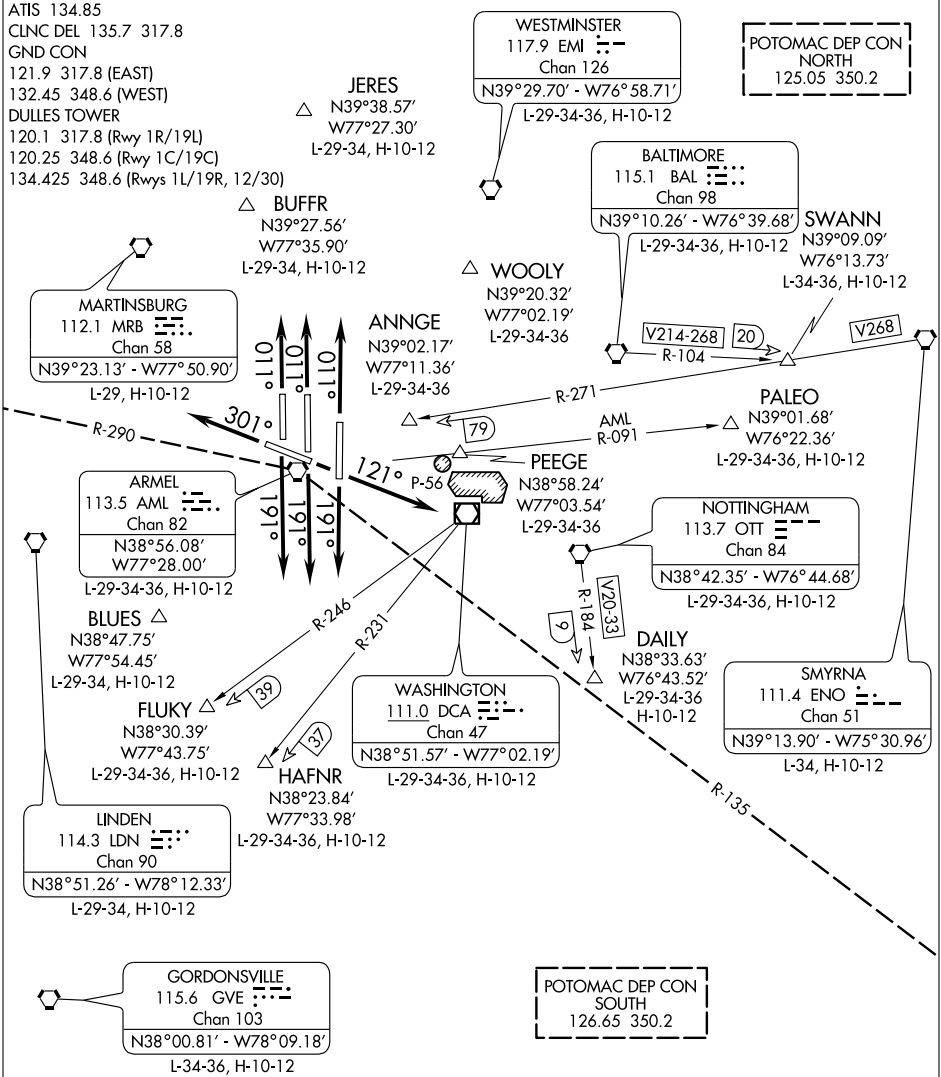 ATIS 134.85
CLNC DEL 135.7 317.8
GND CON
121.9 317.8 (EAST)
132.45 348.6 (WEST)
DULLES TOWER
120.1 317.8 (Rwy 1R/19L)
120.25 348.6 (Rwy 1C/19C)
134.425 348.6 (Rwys 1L/19R, 12/30)
WESTMINSTER
117.9 EMI
Chan 126
N39°29.70′ - W76°58.71′
L-29-34-36, H-10-12
POTOMAC DEP CON
NORTH
125.05 350.2
JERES
N39°38.57′
W77°27.30′
L-29-34, H-10-12
BALTIMORE
115.1 BAL
Chan 98
N39°10.26′ - W76°39.68′
L-29-34-36, H-10-12
SWANN
N39°09.09′
W76°13.73′
L-34-36, H-10-12
BUFFR
N39°27.56′
W77°35.90′
L-29-34, H-10-12
WOOLY
N39°20.32′
W77°02.19′
L-29-34-36
MARTINSBURG
112.1 MRB
Chan 58
N39°23.13′ - W77°50.90′
L-29, H-10-12
ANNGE
N39°02.17′
W77°11.36′
L-29-34-36
V214-268
20
R-104
V268
R-271
011°
011°
011°
301°
R-290
79
AML
R-091
PALEO
N39°01.68′
W76°22.36′
L-29-34-36, H-10-12
121°
P-56
PEEGE
N38°58.24′
W77°03.54′
L-29-34-36
ARMEL
113.5 AML
Chan 82
N38°56.08′
W77°28.00′
L-29-34-36, H-10-12
191°
191°
191°
NOTTINGHAM
113.7 OTT
Chan 84
N38°42.35′ - W76°44.68′
L-29-34-36, H-10-12
BLUES
N38°47.75′
W77°54.45′
L-29-34, H-10-12
R-246
R-231
V20-33
R-184
9
DAILY
N38°33.63′
W76°43.52′
L-29-34-36
H-10-12
FLUKY
N38°30.39′
W77°43.75′
L-29-34-36, H-10-12
39
37
HAFNR
N38°23.84′
W77°33.98′
L-29-34-36, H-10-12
WASHINGTON
111.0 DCA
Chan 47
N38°51.57′ - W77°02.19′
L-29-34-36, H-10-12
SMYRNA
111.4 ENO
Chan 51
N39°13.90′ - W75°30.96′
L-34, H-10-12
R-135
LINDEN
114.3 LDN
Chan 90
N38°51.26′ - W78°12.33′
L-29-34, H-10-12
GORDONSVILLE
115.6 GVE
Chan 103
N38°00.81′ - W78°09.18′
L-34-36, H-10-12
POTOMAC DEP CON
SOUTH
126.65 350.2